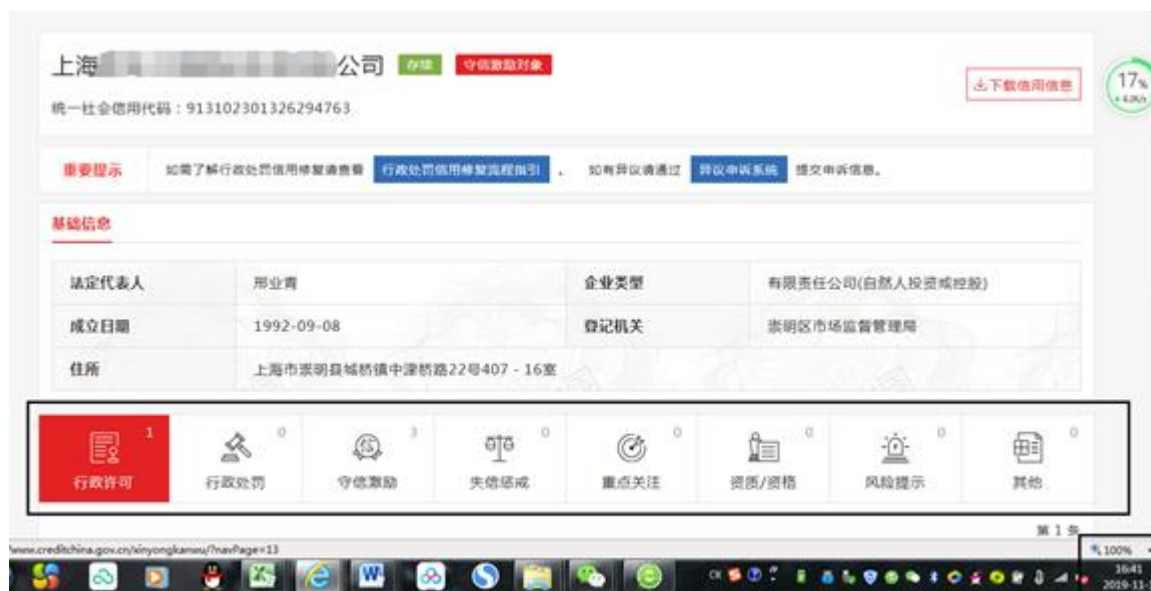 上海 公司 存续 守信激励对象
下载信用信息
17%
统一社会信用代码：913102301326294763
重要提示 如需了解行政处罚信用修复请查看 行政处罚信用修复流程指引 。 如有异议请通过 异议申诉系统 提交申诉信息。
基础信息
法定代表人 邢业青 企业类型 有限责任公司(自然人投资或控股)
成立日期 1992-09-08 登记机关 崇明区市场监督管理局
住所 上海市崇明县城桥镇中津桥路22号407 - 16室
1 0 3 0 0 0 0 0
行政许可 行政处罚 守信激励 失信惩戒 重点关注 资质/资格 风险提示 其他
第 1 条
www.creditchina.gov.cn/xinyongkanwu/?navPage=13
100%
16:41
2019-11-1